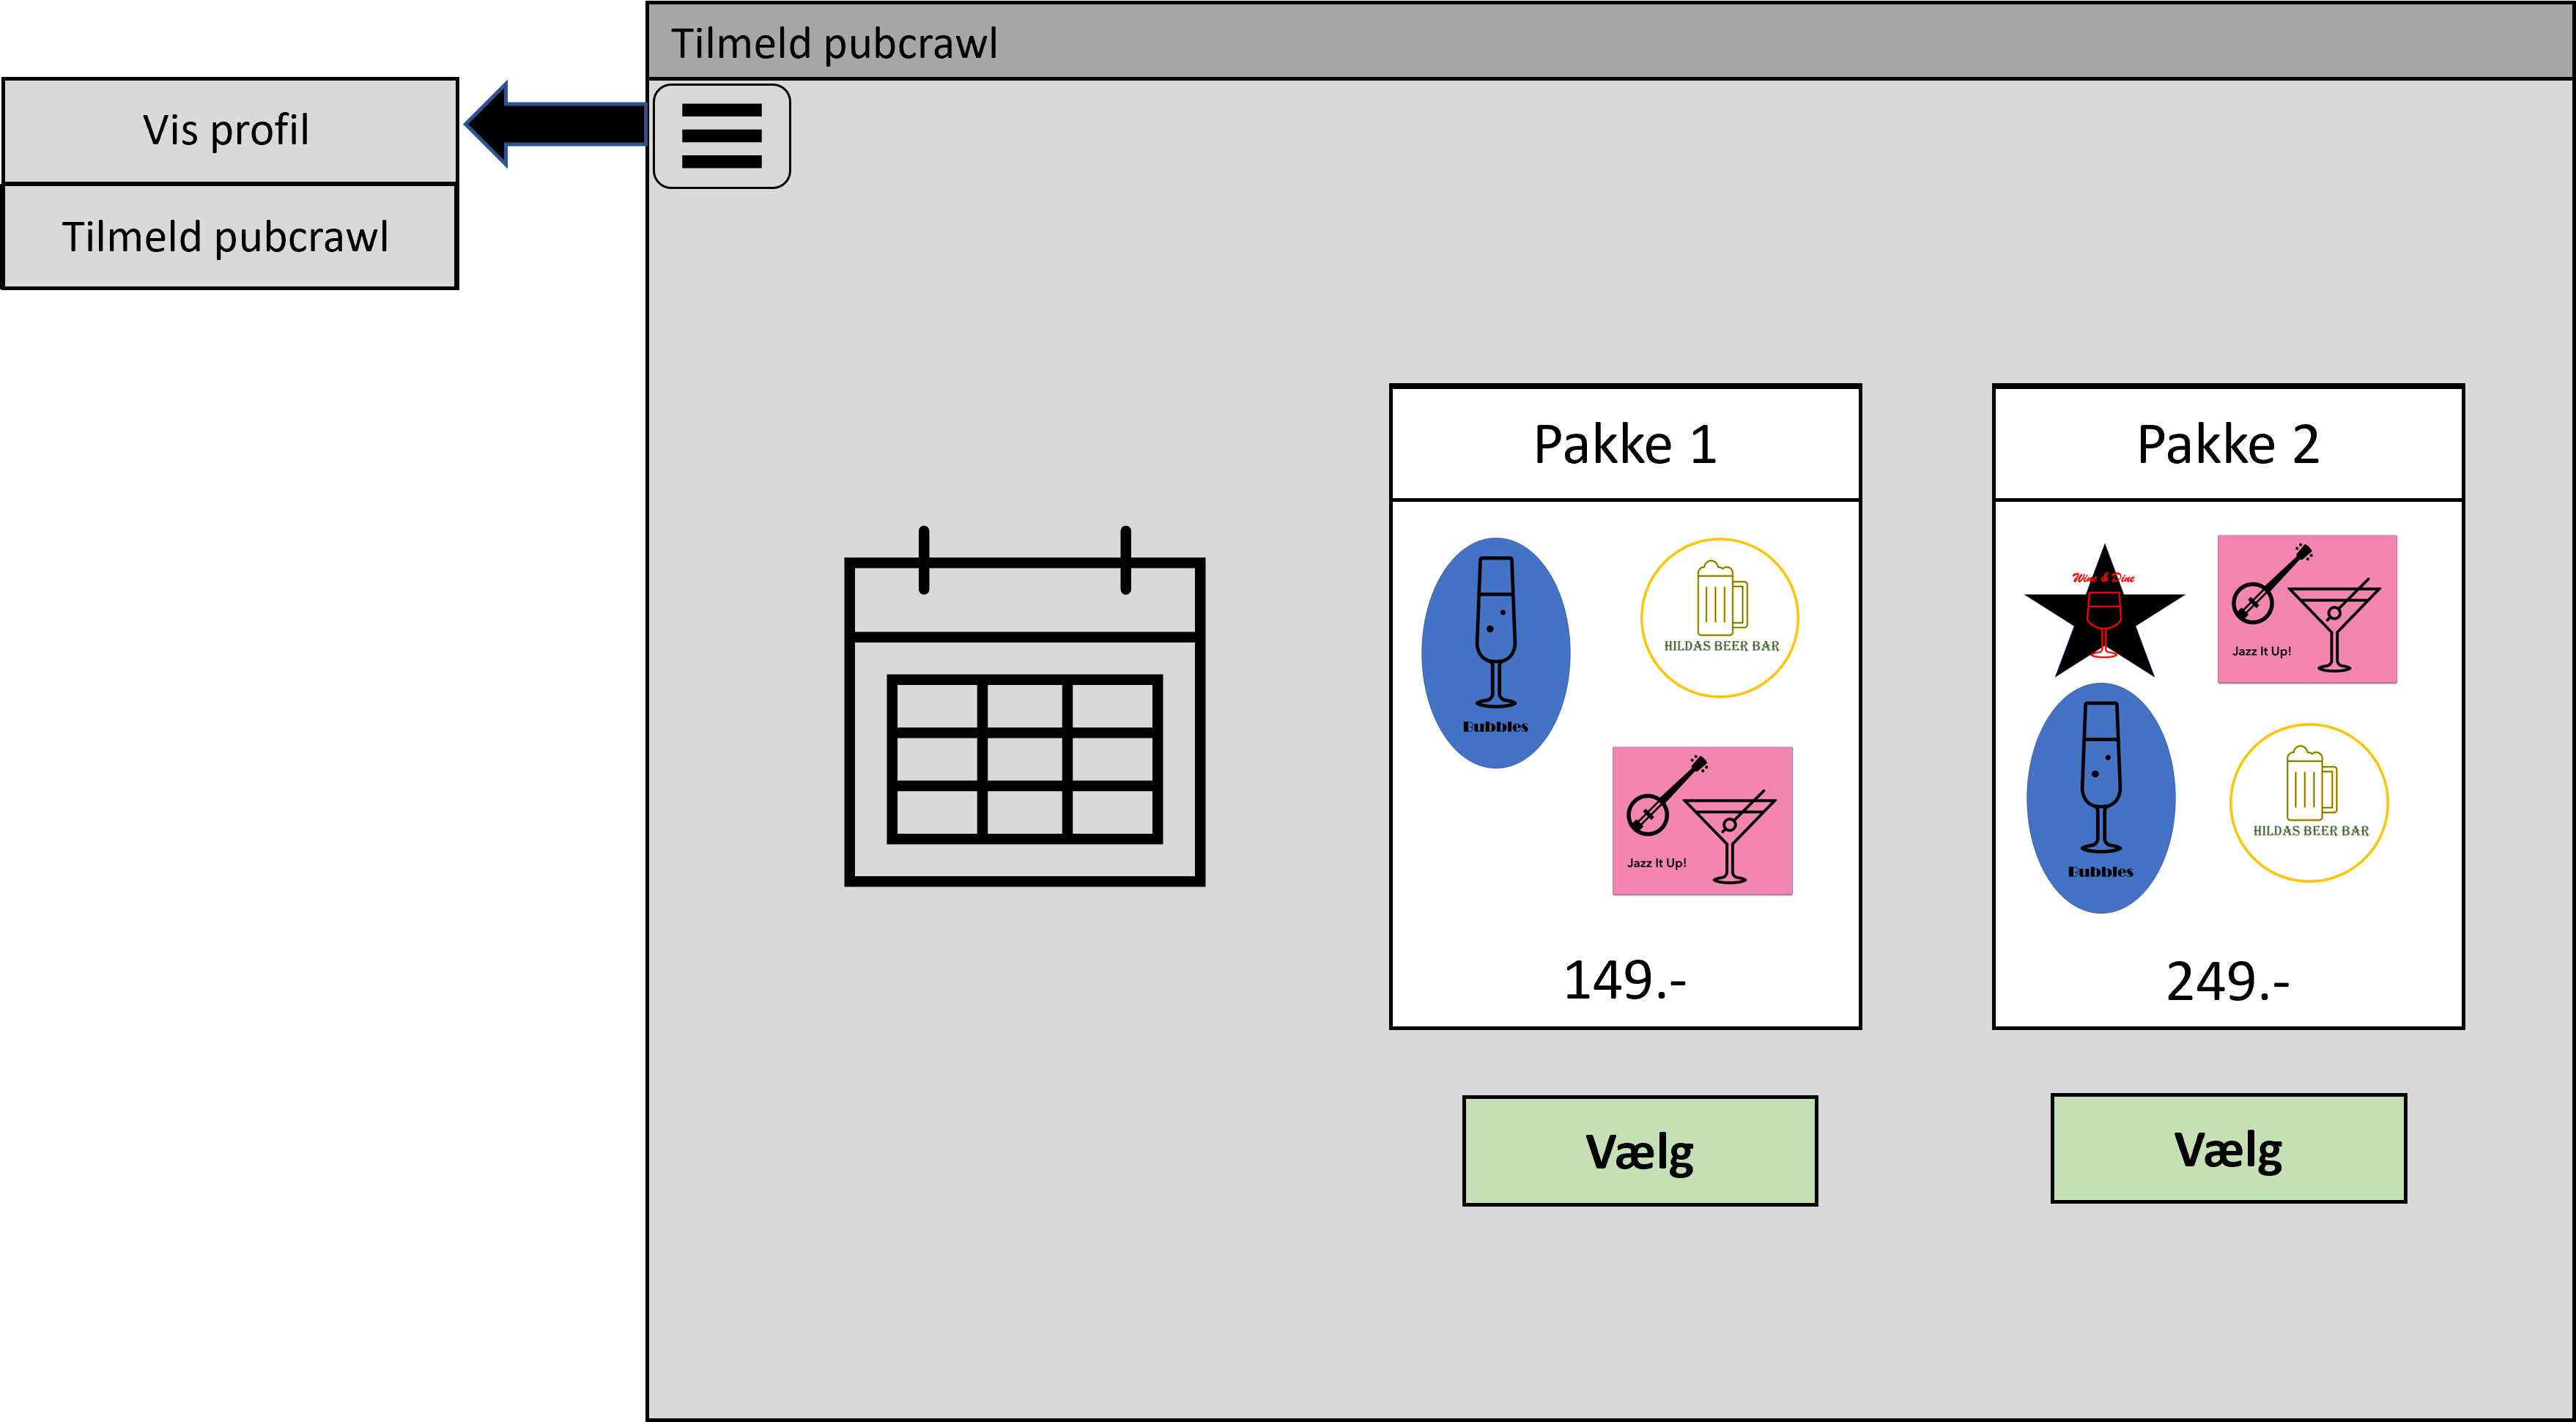 Tilmeld pubcrawl
Vis profil
Tilmeld pubcrawl
Pakke 1
Bubbles
HILDAS BEER BAR
Jazz It Up!
149.-
Vælg
Pakke 2
Wine & Dine
Jazz It Up!
Bubbles
HILDAS BEER BAR
249.-
Vælg